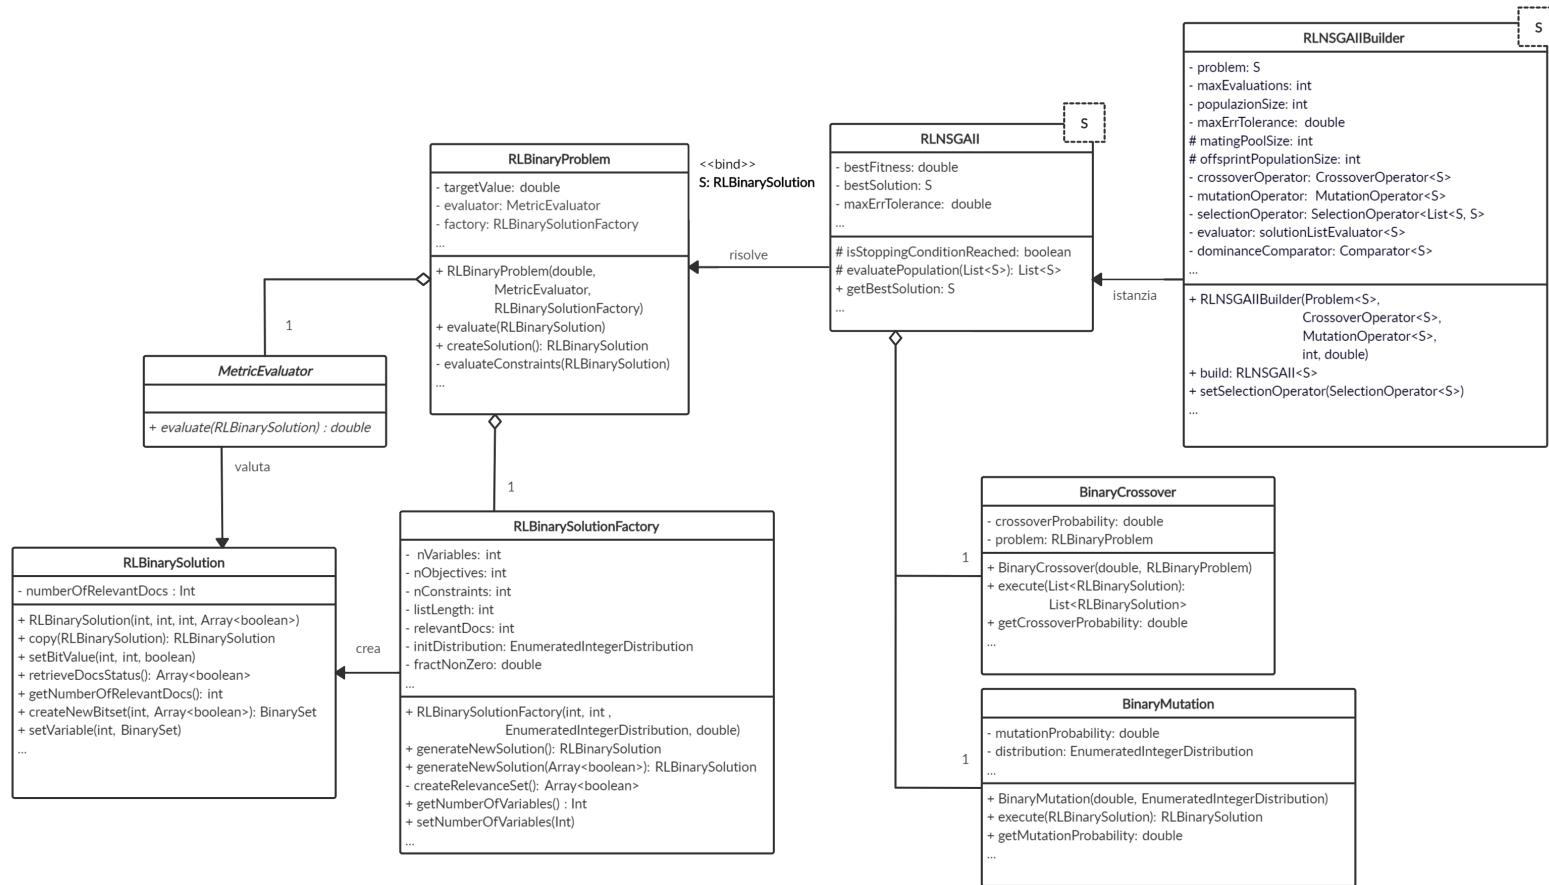 S
RLNSGAIIBuilder
- problem: S
- maxEvaluations: int
- populazionSize: int
- maxErrTolerance: double
# matingPoolSize: int
# offsprintPopulationSize: int
- crossoverOperator: CrossoverOperator<S>
- mutationOperator: MutationOperator<S>
- selectionOperator: SelectionOperator<List<S, S>
- evaluator: solutionListEvaluator<S>
- dominanceComparator: Comparator<S>
...
+ RLNSGAIIBuilder(Problem<S>,
CrossoverOperator<S>,
MutationOperator<S>,
int, double)
+ build: RLNSGAII<S>
+ setSelectionOperator(SelectionOperator<S>)
...
istanzia
S
RLNSGAII
- bestFitness: double
- bestSolution: S
- maxErrTolerance: double
...
# isStoppingConditionReached: boolean
# evaluatePopulation(List<S>): List<S>
+ getBestSolution: S
...
<<bind>>
S: RLBinarySolution
risolve
RLBinaryProblem
- targetValue: double
- evaluator: MetricEvaluator
- factory: RLBinarySolutionFactory
...
+ RLBinaryProblem(double,
MetricEvaluator,
RLBinarySolutionFactory)
+ evaluate(RLBinarySolution)
+ createSolution(): RLBinarySolution
- evaluateConstraints(RLBinarySolution)
...
1
MetricEvaluator
+ evaluate(RLBinarySolution) : double
valuta
1
RLBinarySolution
- numberOfRelevantDocs : Int
+ RLBinarySolution(int, int, int, Array<boolean>)
+ copy(RLBinarySolution): RLBinarySolution
+ setBitValue(int, int, boolean)
+ retrieveDocsStatus(): Array<boolean>
+ getNumberOfRelevantDocs(): int
+ createNewBitset(int, Array<boolean>): BinarySet
+ setVariable(int, BinarySet)
...
crea
RLBinarySolutionFactory
- nVariables: int
- nObjectives: int
- nConstraints: int
- listLength: int
- relevantDocs: int
- initDistribution: EnumeratedIntegerDistribution
- fractNonZero: double
...
+ RLBinarySolutionFactory(int, int ,
EnumeratedIntegerDistribution, double)
+ generateNewSolution(): RLBinarySolution
+ generateNewSolution(Array<boolean>): RLBinarySolution
- createRelevanceSet(): Array<boolean>
+ getNumberOfVariables() : Int
+ setNumberOfVariables(Int)
...
BinaryCrossover
- crossoverProbability: double
- problem: RLBinaryProblem
+ BinaryCrossover(double, RLBinaryProblem)
+ execute(List<RLBinarySolution):
List<RLBinarySolution>
+ getCrossoverProbability: double
...
1
BinaryMutation
- mutationProbability: double
- distribution: EnumeratedIntegerDistribution
...
+ BinaryMutation(double, EnumeratedIntegerDistribution)
+ execute(RLBinarySolution): RLBinarySolution
+ getMutationProbability: double
...
1